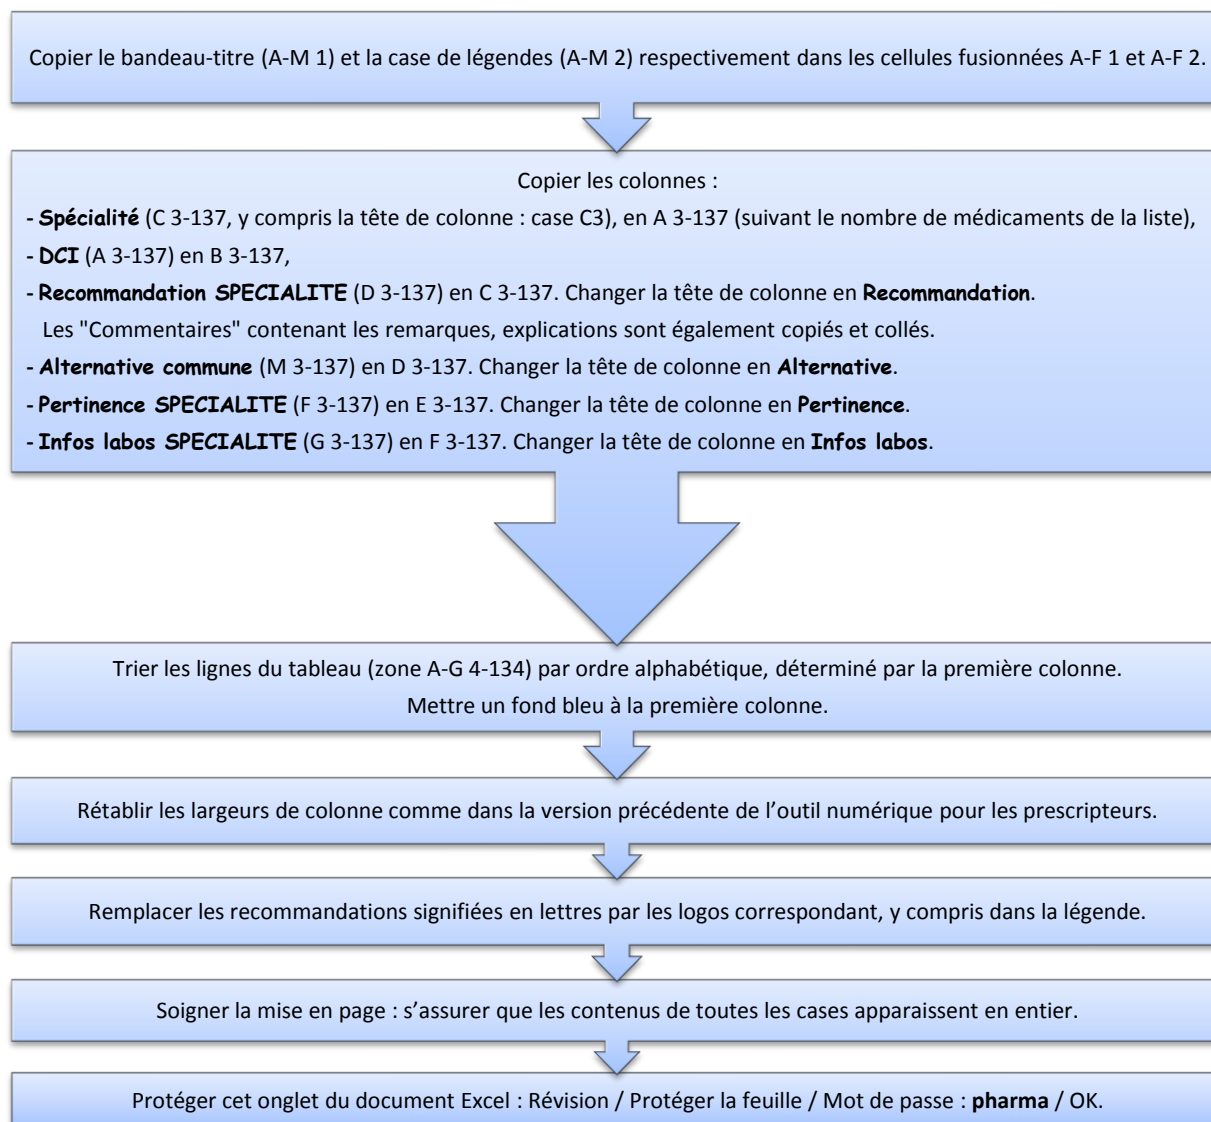 Copier le bandeau-titre (A-M 1) et la case de légendes (A-M 2) respectivement dans les cellules fusionnées A-F 1 et A-F 2.
Copier les colonnes :
- Spécialité (C 3-137, y compris la tête de colonne : case C3), en A 3-137 (suivant le nombre de médicaments de la liste),
- DCI (A 3-137) en B 3-137,
- Recommandation SPECIALITE (D 3-137) en C 3-137. Changer la tête de colonne en Recommandation.
Les "Commentaires" contenant les remarques, explications sont également copiés et collés.
- Alternative commune (M 3-137) en D 3-137. Changer la tête de colonne en Alternative.
- Pertinence SPECIALITE (F 3-137) en E 3-137. Changer la tête de colonne en Pertinence.
- Infos labos SPECIALITE (G 3-137) en F 3-137. Changer la tête de colonne en Infos labos.
Trier les lignes du tableau (zone A-G 4-134) par ordre alphabétique, déterminé par la première colonne.
Mettre un fond bleu à la première colonne.
Rétablir les largeurs de colonne comme dans la version précédente de l’outil numérique pour les prescripteurs.
Remplacer les recommandations signifiées en lettres par les logos correspondant, y compris dans la légende.
Soigner la mise en page : s’assurer que les contenus de toutes les cases apparaissent en entier.
Protéger cet onglet du document Excel : Révision / Protéger la feuille / Mot de passe : pharma / OK.